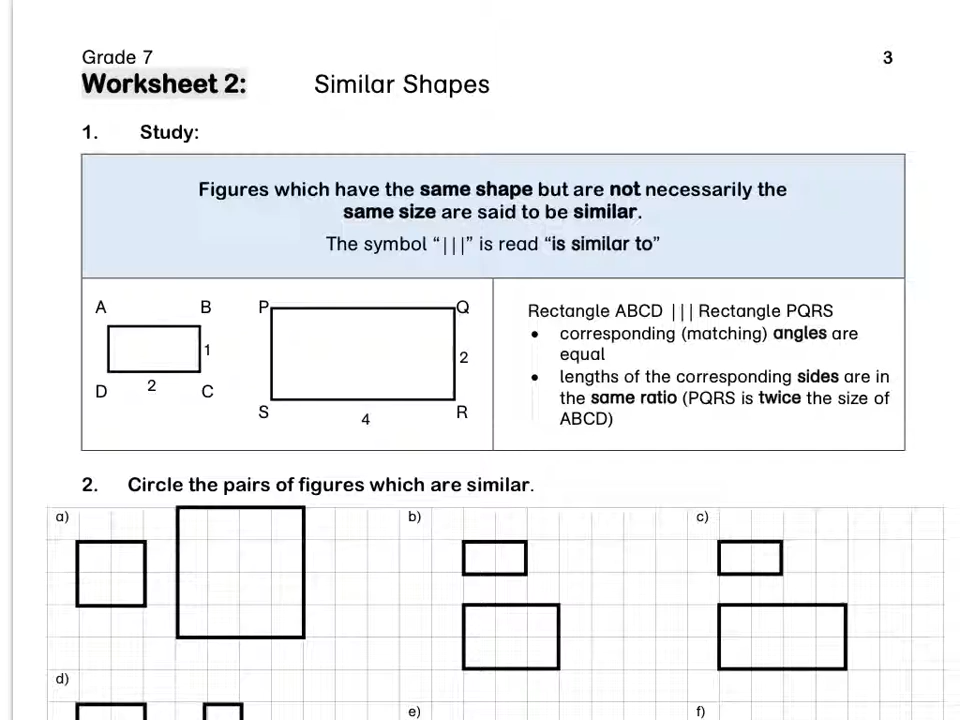 Grade 7
3
Worksheet 2: Similar Shapes
1. Study:
Figures which have the same shape but are not necessarily the
same size are said to be similar.
The symbol “|||” is read “is similar to”
A B P Q
1
2
D 2 C
S R
4
Rectangle ABCD ||| Rectangle PQRS
• corresponding (matching) angles are
equal
• lengths of the corresponding sides are in
the same ratio (PQRS is twice the size of
ABCD)
2. Circle the pairs of figures which are similar.
a) b) c)
d)
e) f)